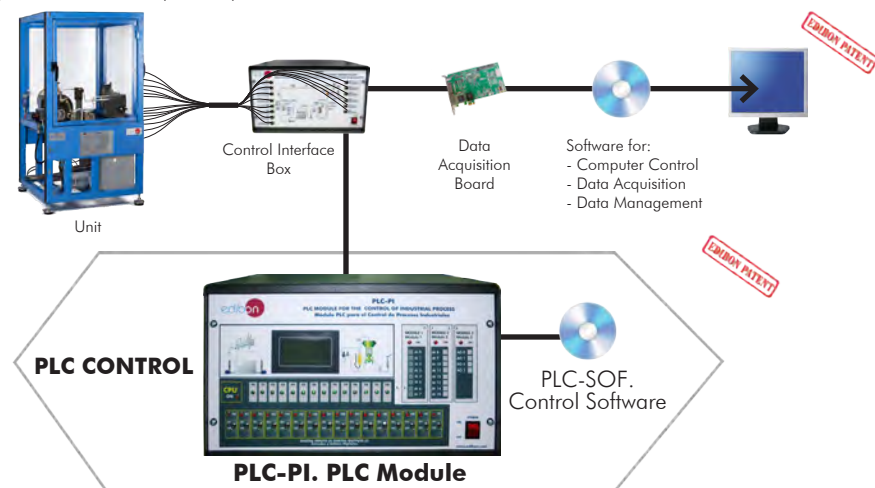 EDIBON PATENT
Control Interface
Box
Data
Acquisition
Board
Software for:
- Computer Control
- Data Acquisition
- Data Management
Unit
EDIBON PATENT
edibon
PLC-PI
PLC MODULE FOR THE CONTROL OF INDUSTRIAL PROCESS
Módulo PLC para el Control de Procesos Industriales
PLC CONTROL
CPU
PLC-SOF.
Control Software
PLC-PI. PLC Module